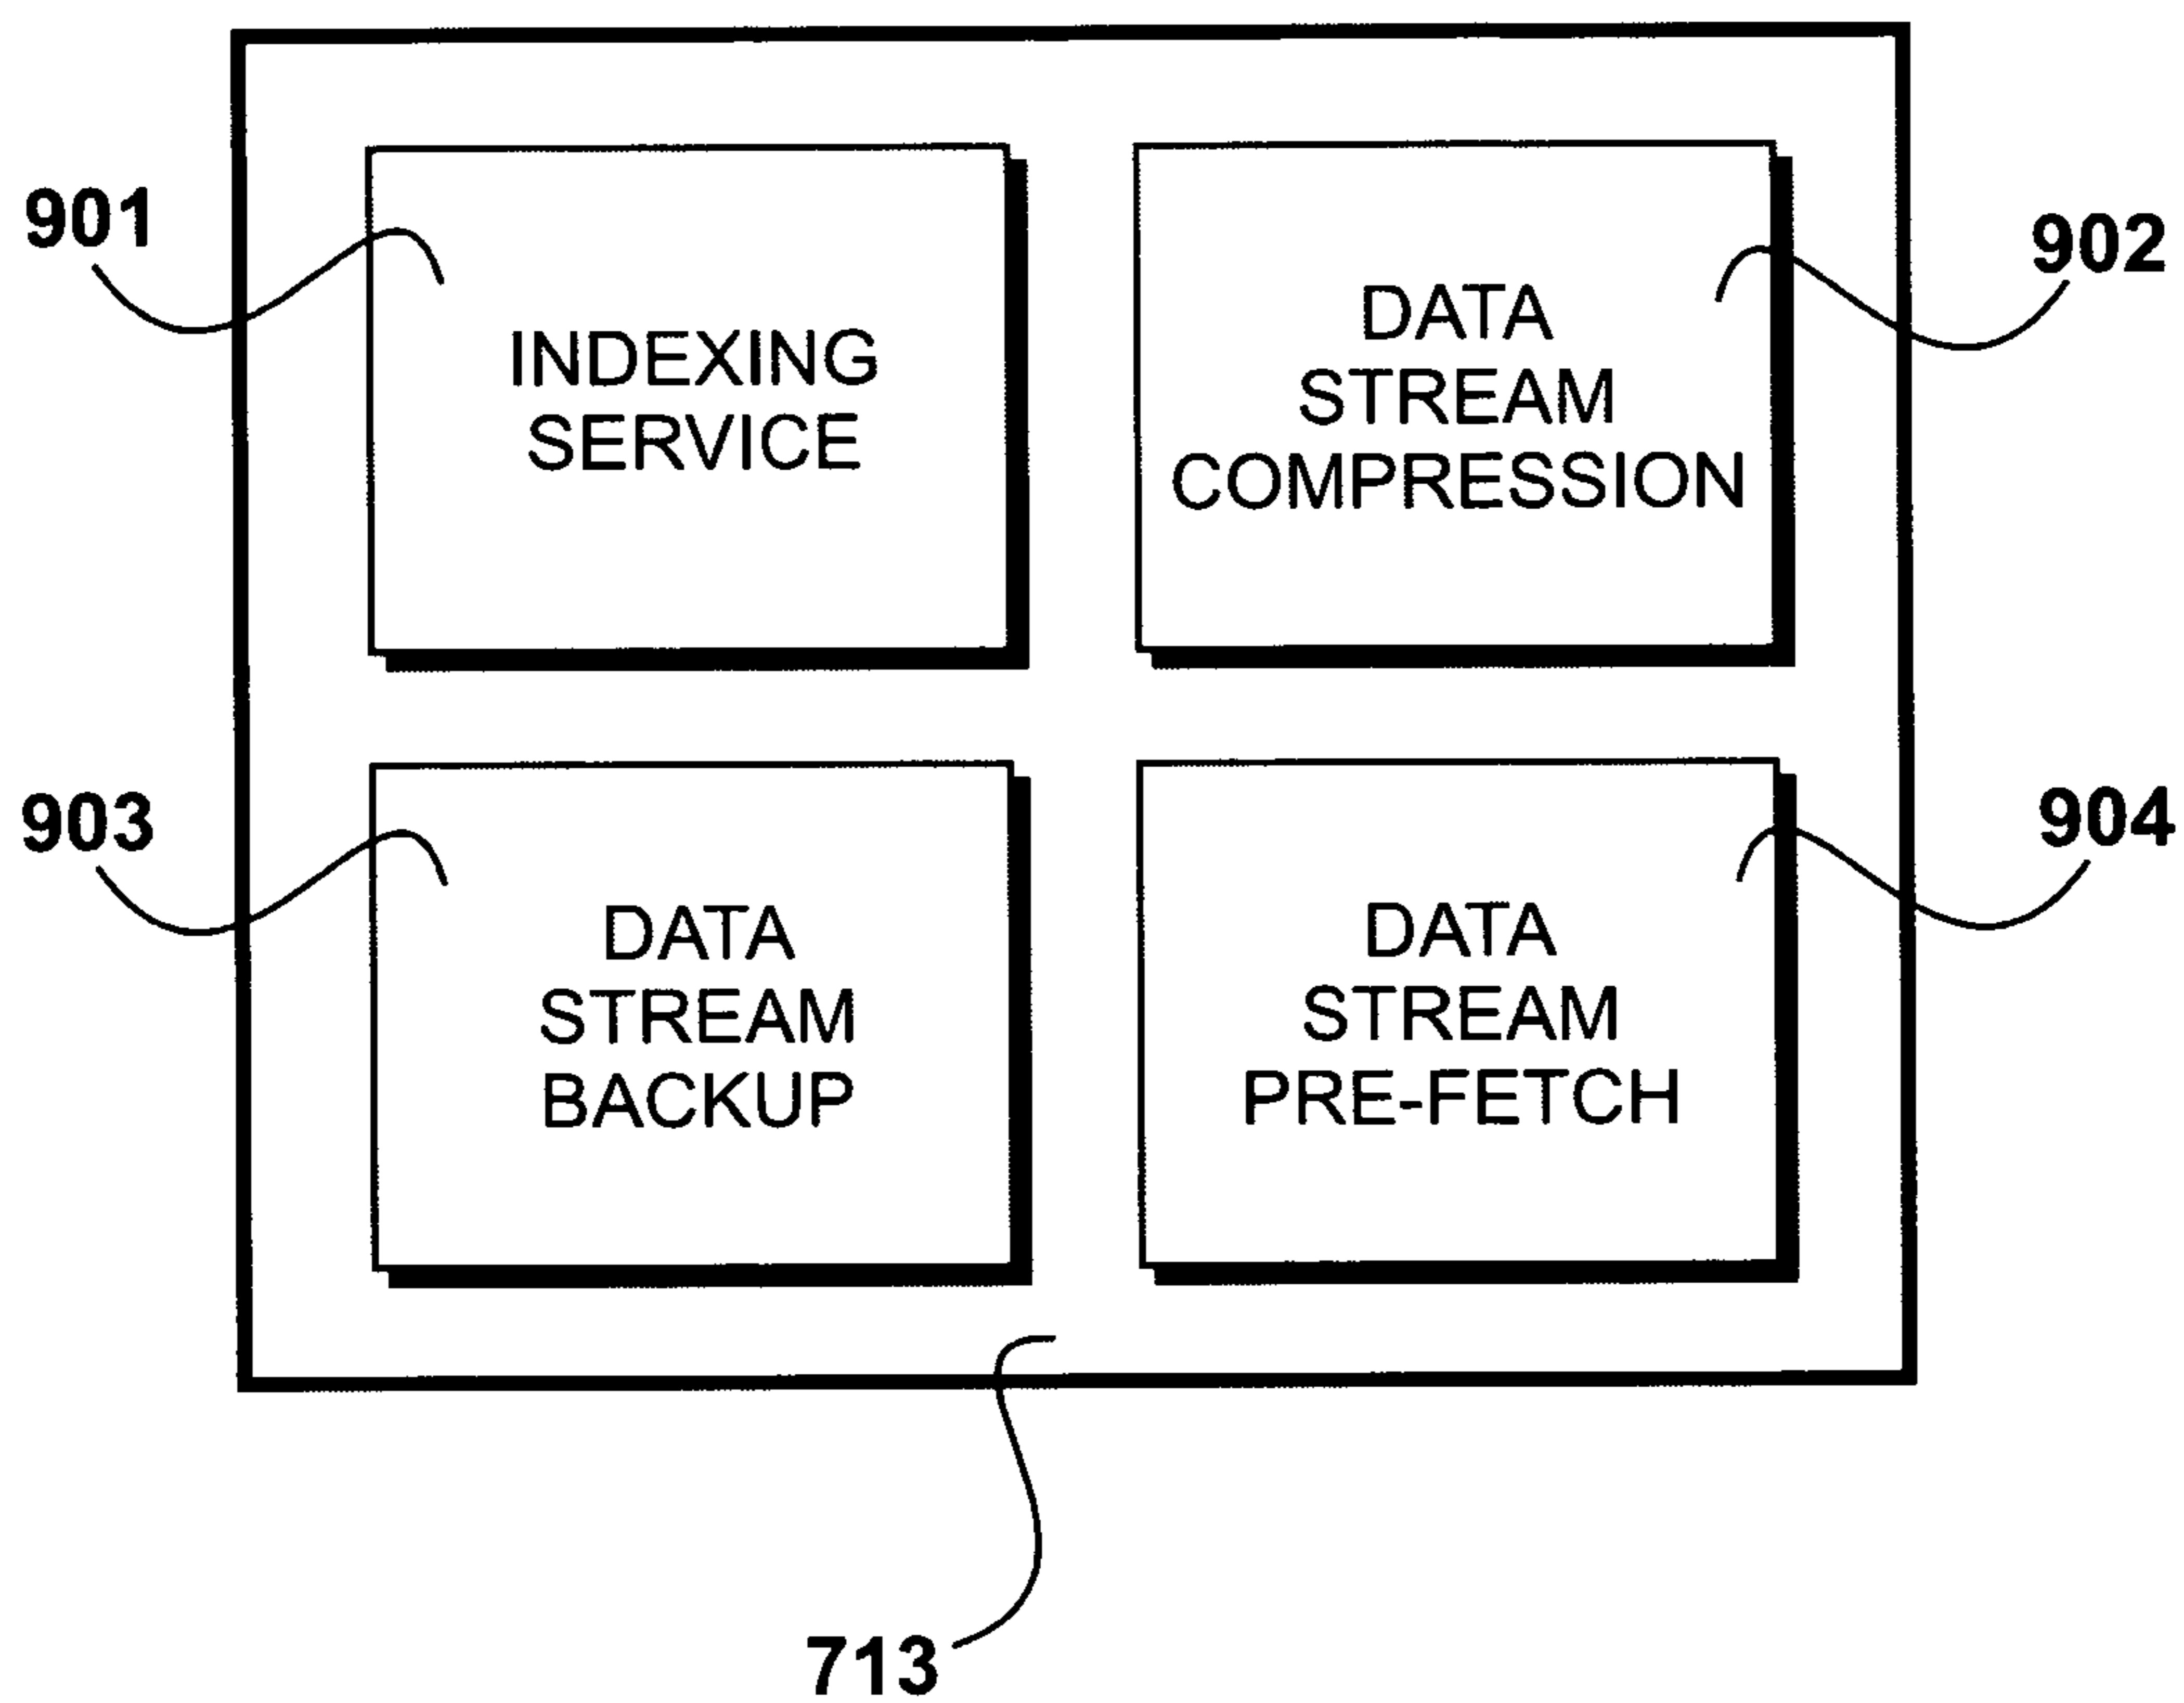 901
INDEXING
SERVICE
902
DATA
STREAM
COMPRESSION
903
DATA
STREAM
BACKUP
904
DATA
STREAM
PRE-FETCH
713